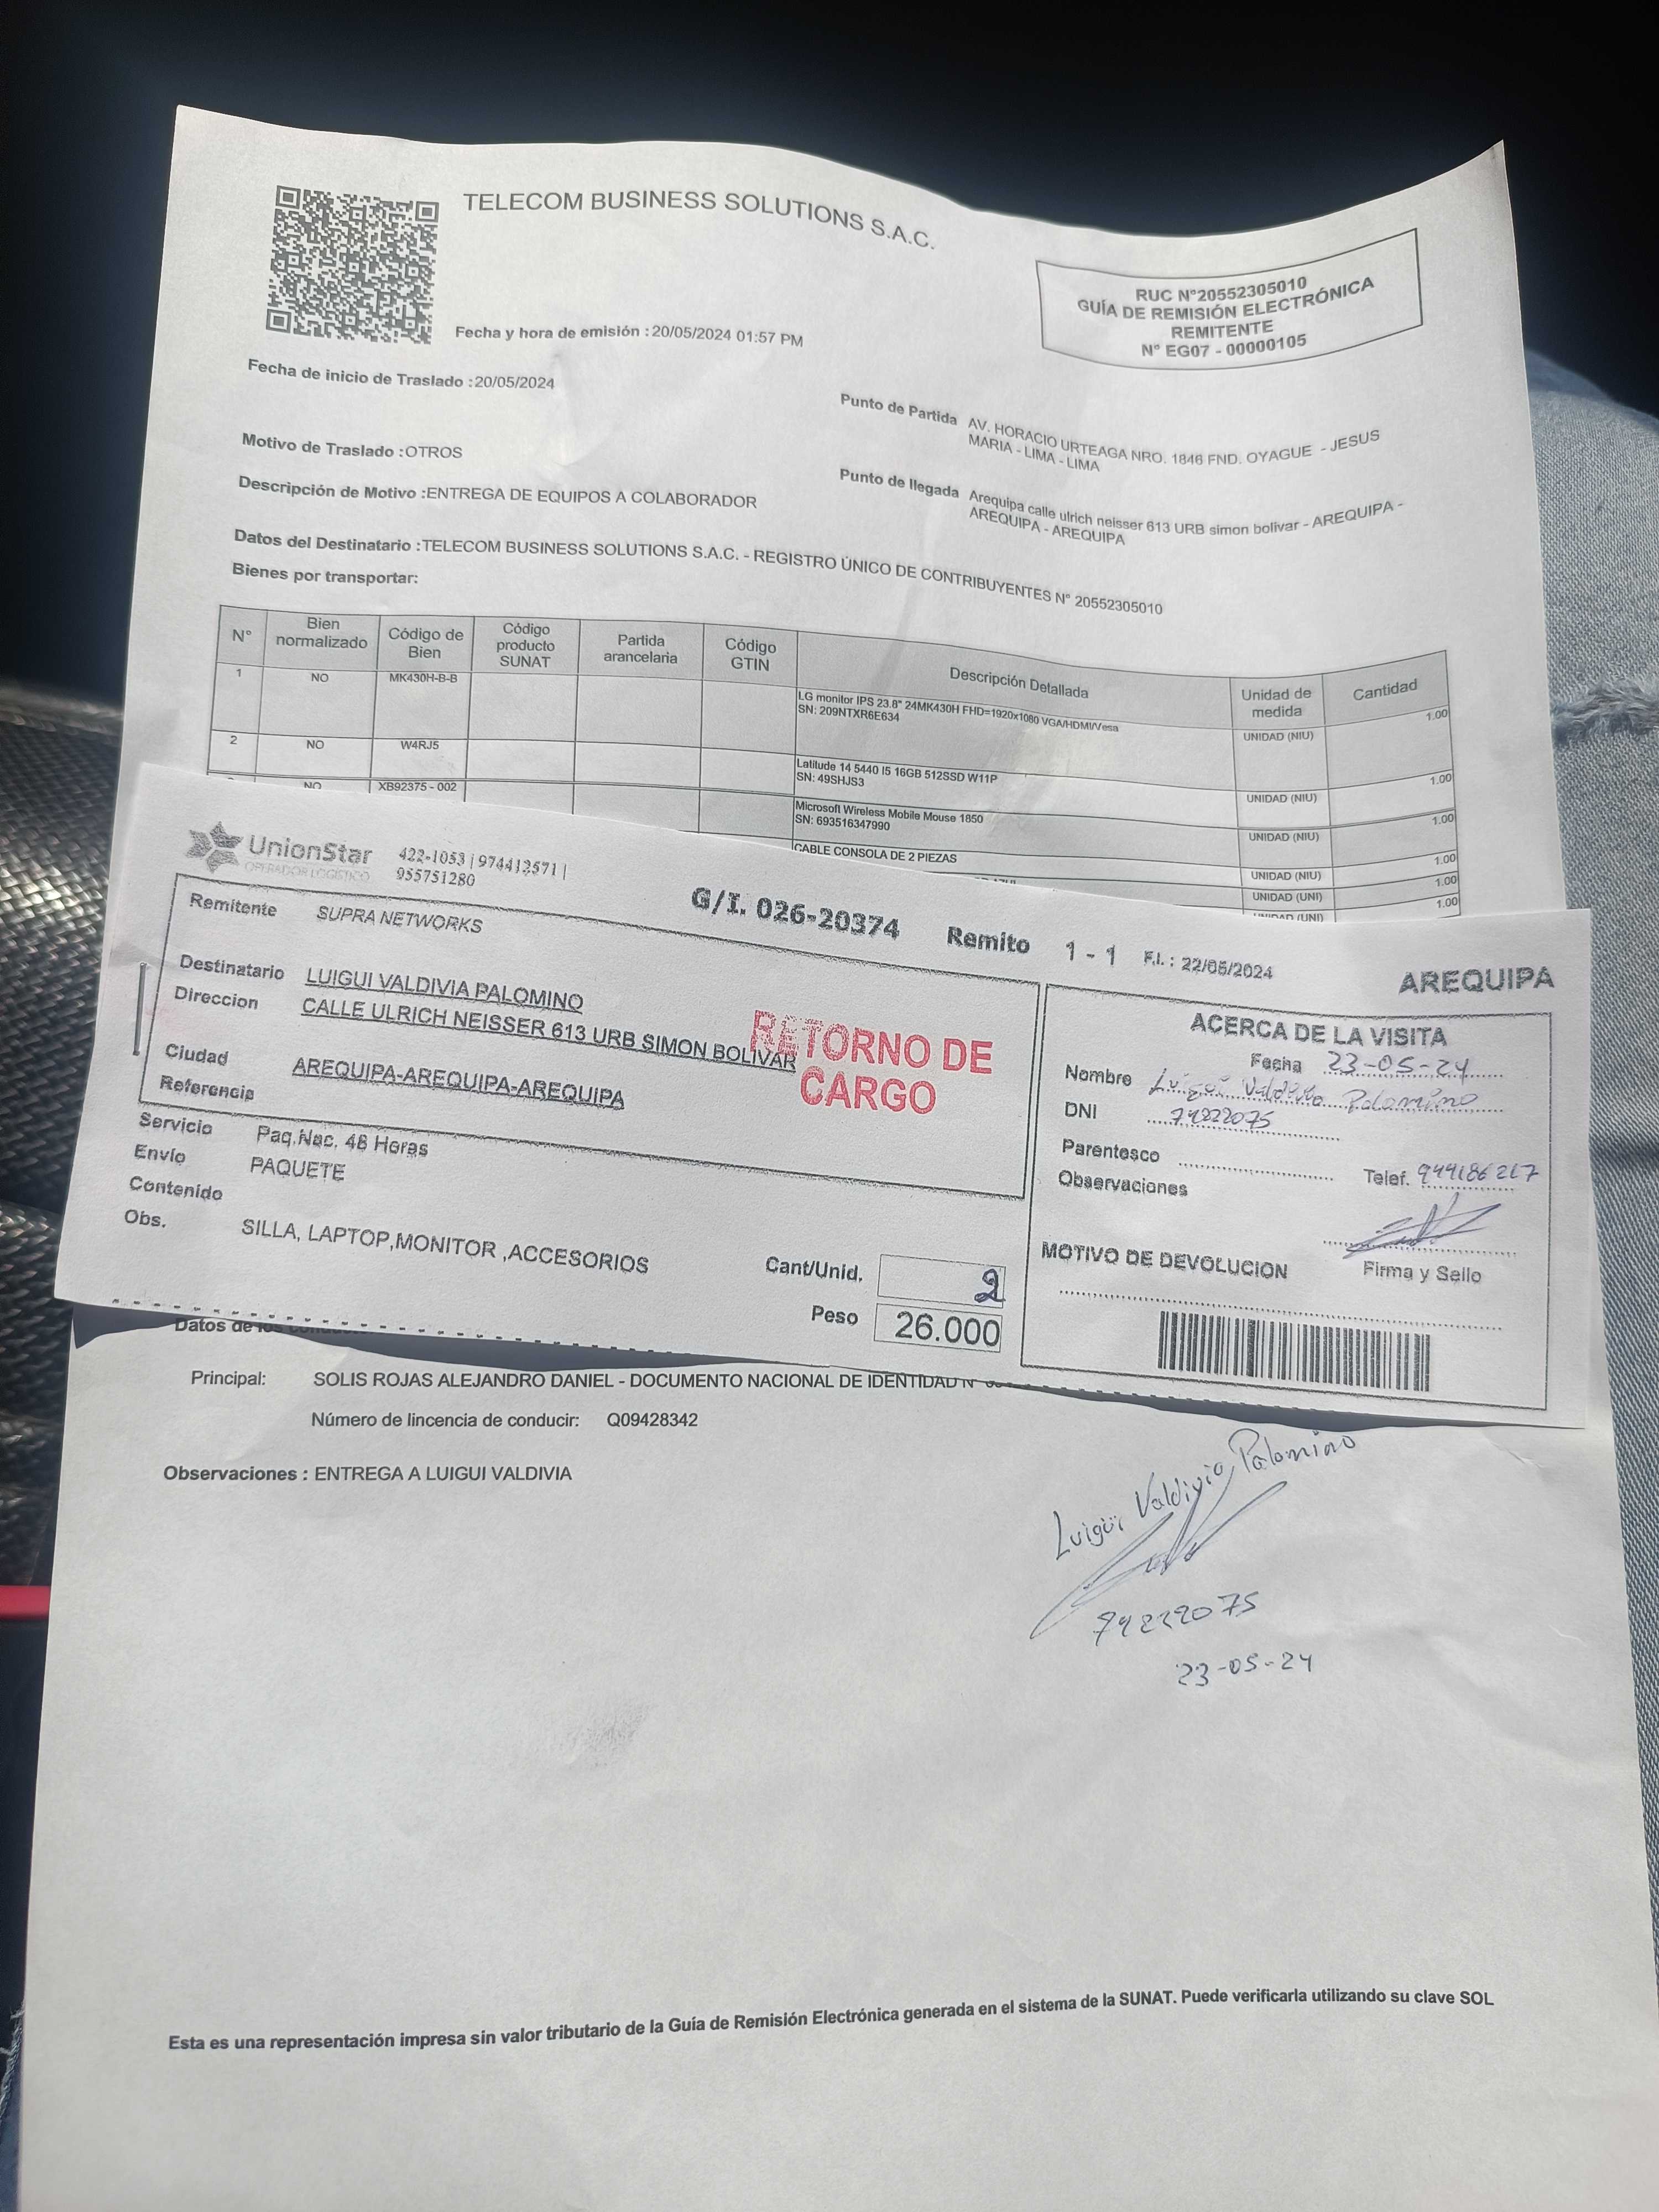 TELECOM BUSINESS SOLUTIONS S.A.C.
RUC N°20552305010
GUÍA DE REMISIÓN ELECTRÓNICA
REMITENTE
N° EG07 - 00000105
Fecha y hora de emisión :20/05/2024 01:57 PM
Fecha de inicio de Traslado :20/05/2024
Punto de Partida AV. HORACIO URTEAGA NRO. 1846 FND. OYAGUE - JESUS
MARIA - LIMA - LIMA
Motivo de Traslado :OTROS
Punto de llegada Arequipa calle ulrich neisser 613 URB simon bolivar - AREQUIPA -
AREQUIPA - AREQUIPA
Descripción de Motivo :ENTREGA DE EQUIPOS A COLABORADOR
Datos del Destinatario :TELECOM BUSINESS SOLUTIONS S.A.C. - REGISTRO ÚNICO DE CONTRIBUYENTES N° 20552305010
Bienes por transportar:
N° Bien normalizado Código de Bien Código producto SUNAT Partida arancelaria Código GTIN Descripción Detallada Unidad de medida Cantidad
1 NO MK430H-B-B LG monitor IPS 23.8" 24MK430H FHD=1920x1080 VGA/HDMI/Vesa UNIDAD (NIU) 1.00
SN: 209NTXR6E634
2 NO W4RJ5 Latitude 14 5440 I5 16GB 512SSD W11P UNIDAD (NIU) 1.00
SN: 49SHJS3
NO XB92375 - 002 Microsoft Wireless Mobile Mouse 1850 UNIDAD (NIU) 1.00
SN: 693516347990
CABLE CONSOLA DE 2 PIEZAS UNIDAD (NIU) 1.00
UNIDAD (UNI) 1.00
UNIDAD (UNI) 1.00
UnionStar
OPERADOR LOGÍSTICO
422-1053 | 974412571 |
955751280
G/I. 026-20374 Remito 1 - 1 F.I. : 22/05/2024
AREQUIPA
Remitente SUPRA NETWORKS
Destinatario LUIGUI VALDIVIA PALOMINO
Direccion CALLE ULRICH NEISSER 613 URB SIMON BOLIVAR
Ciudad AREQUIPA-AREQUIPA-AREQUIPA
Referencia
RETORNO DE
CARGO
Servicio Paq.Nac. 48 Horas
Envío PAQUETE
Contenido
Obs. SILLA, LAPTOP,MONITOR ,ACCESORIOS
Cant/Unid. 2
Peso 26.000
ACERCA DE LA VISITA
Fecha 23-05-24
Nombre Luigui Valdivia Palomino
DNI 74222075
Parentesco
Telef. 944186267
Observaciones
MOTIVO DE DEVOLUCION
Firma y Sello
Datos de los
Principal: SOLIS ROJAS ALEJANDRO DANIEL - DOCUMENTO NACIONAL DE IDENTIDAD N°
Número de lincencia de conducir: Q09428342
Observaciones : ENTREGA A LUIGUI VALDIVIA
Luigui Valdivia Palomino
74222075
23-05-24
Esta es una representación impresa sin valor tributario de la Guía de Remisión Electrónica generada en el sistema de la SUNAT. Puede verificarla utilizando su clave SOL